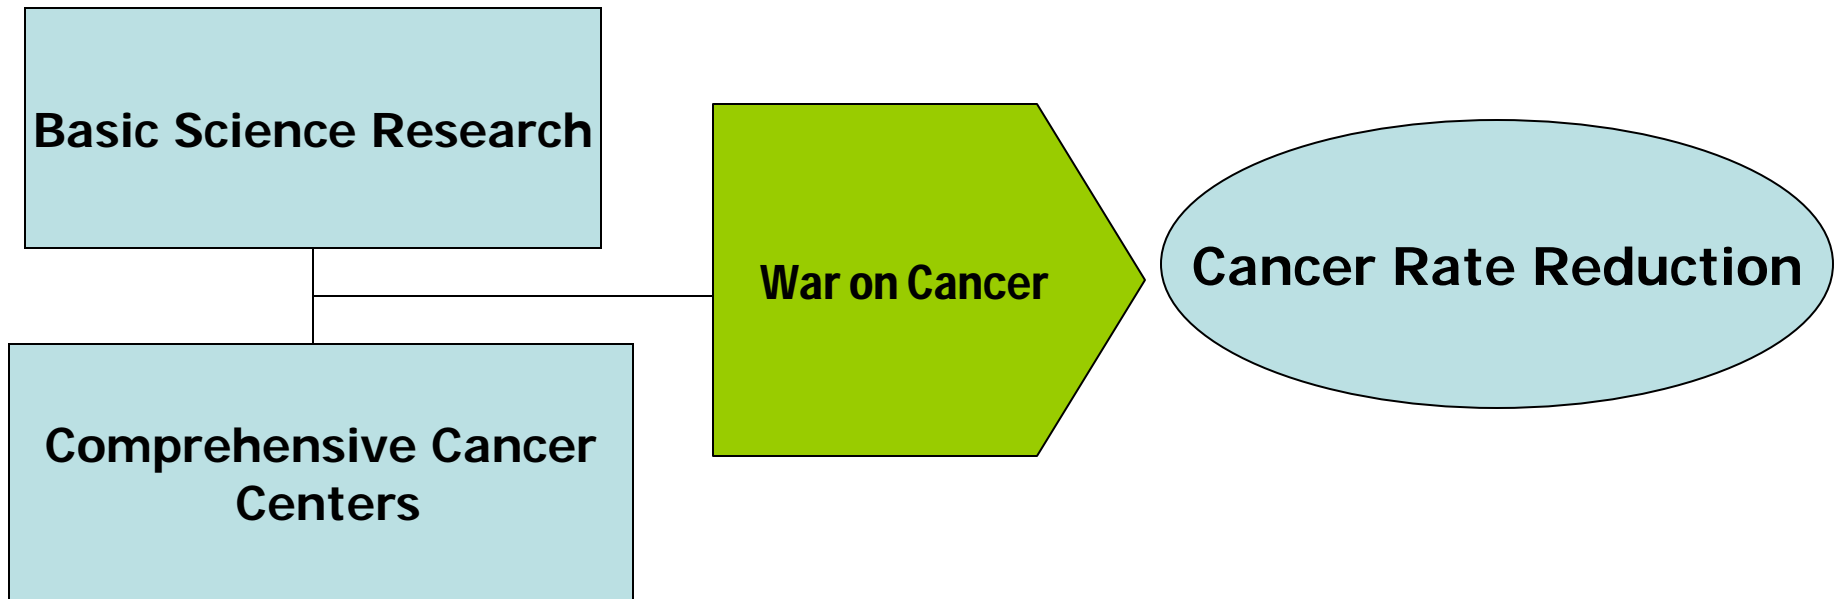 Basic Science Research
War on Cancer
Cancer Rate Reduction
Comprehensive Cancer
Centers